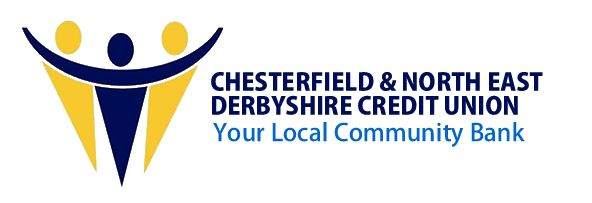 CHESTERFIELD & NORTH EAST
DERBYSHIRE CREDIT UNION
Your Local Community Bank